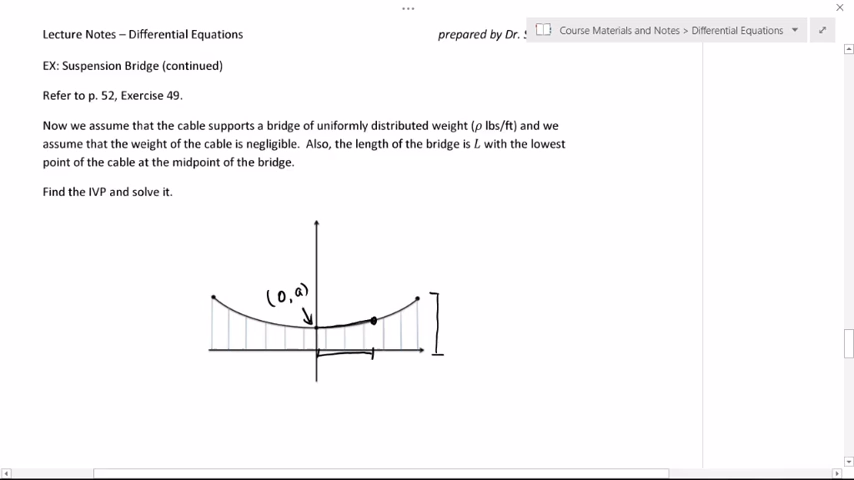 Lecture Notes – Differential Equations
prepared by Dr.
Course Materials and Notes > Differential Equations
EX: Suspension Bridge (continued)
Refer to p. 52, Exercise 49.
Now we assume that the cable supports a bridge of uniformly distributed weight (ρ lbs/ft) and we
assume that the weight of the cable is negligible. Also, the length of the bridge is L with the lowest
point of the cable at the midpoint of the bridge.
Find the IVP and solve it.
(0, a)